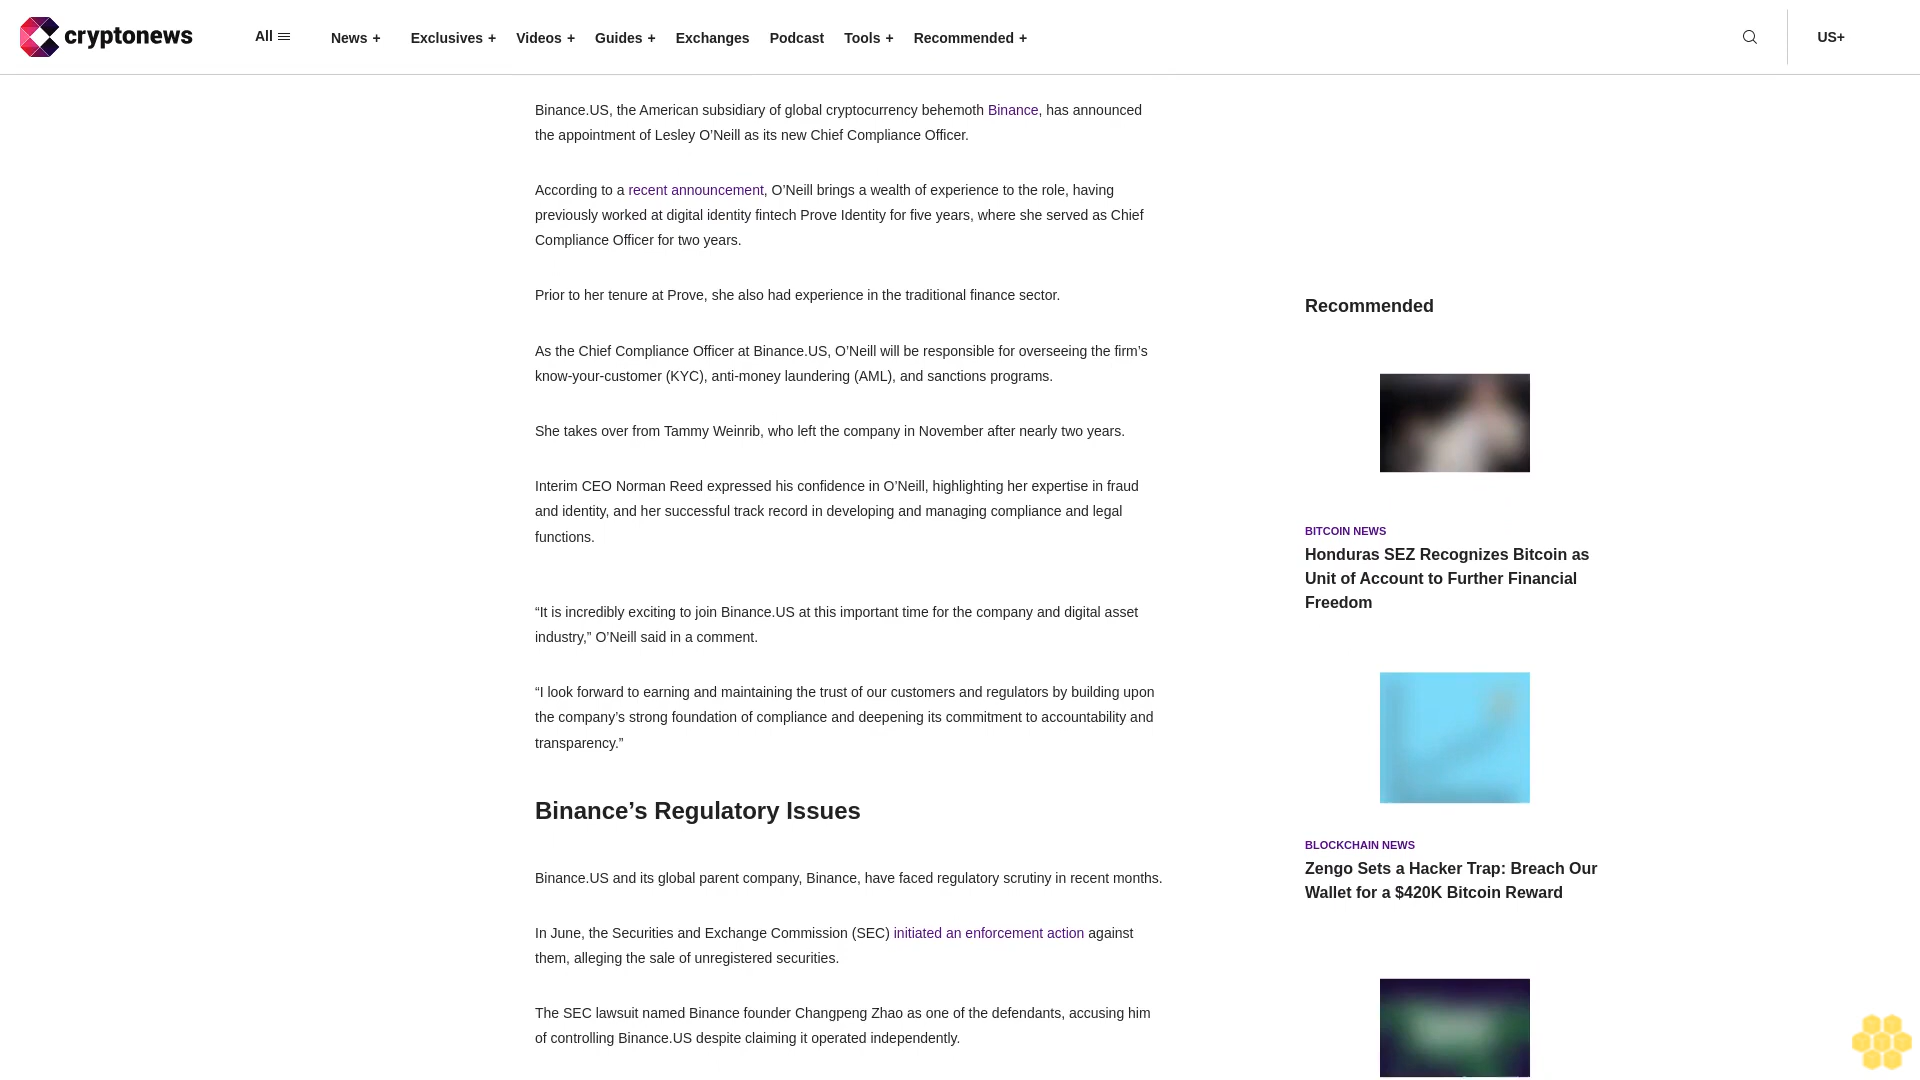 cryptonews
All
News +
Exclusives +
Videos +
Guides +
Exchanges
Podcast
Tools +
Recommended +
US+
Binance.US, the American subsidiary of global cryptocurrency behemoth Binance, has announced
the appointment of Lesley O’Neill as its new Chief Compliance Officer.
According to a recent announcement, O’Neill brings a wealth of experience to the role, having
previously worked at digital identity fintech Prove Identity for five years, where she served as Chief
Compliance Officer for two years.
Prior to her tenure at Prove, she also had experience in the traditional finance sector.
As the Chief Compliance Officer at Binance.US, O’Neill will be responsible for overseeing the firm’s
know-your-customer (KYC), anti-money laundering (AML), and sanctions programs.
She takes over from Tammy Weinrib, who left the company in November after nearly two years.
Interim CEO Norman Reed expressed his confidence in O’Neill, highlighting her expertise in fraud
and identity, and her successful track record in developing and managing compliance and legal
functions.
“It is incredibly exciting to join Binance.US at this important time for the company and digital asset
industry,” O’Neill said in a comment.
“I look forward to earning and maintaining the trust of our customers and regulators by building upon
the company’s strong foundation of compliance and deepening its commitment to accountability and
transparency.”
Binance’s Regulatory Issues
Binance.US and its global parent company, Binance, have faced regulatory scrutiny in recent months.
In June, the Securities and Exchange Commission (SEC) initiated an enforcement action against
them, alleging the sale of unregistered securities.
The SEC lawsuit named Binance founder Changpeng Zhao as one of the defendants, accusing him
of controlling Binance.US despite claiming it operated independently.
Recommended
BITCOIN NEWS
Honduras SEZ Recognizes Bitcoin as
Unit of Account to Further Financial
Freedom
BLOCKCHAIN NEWS
Zengo Sets a Hacker Trap: Breach Our
Wallet for a $420K Bitcoin Reward